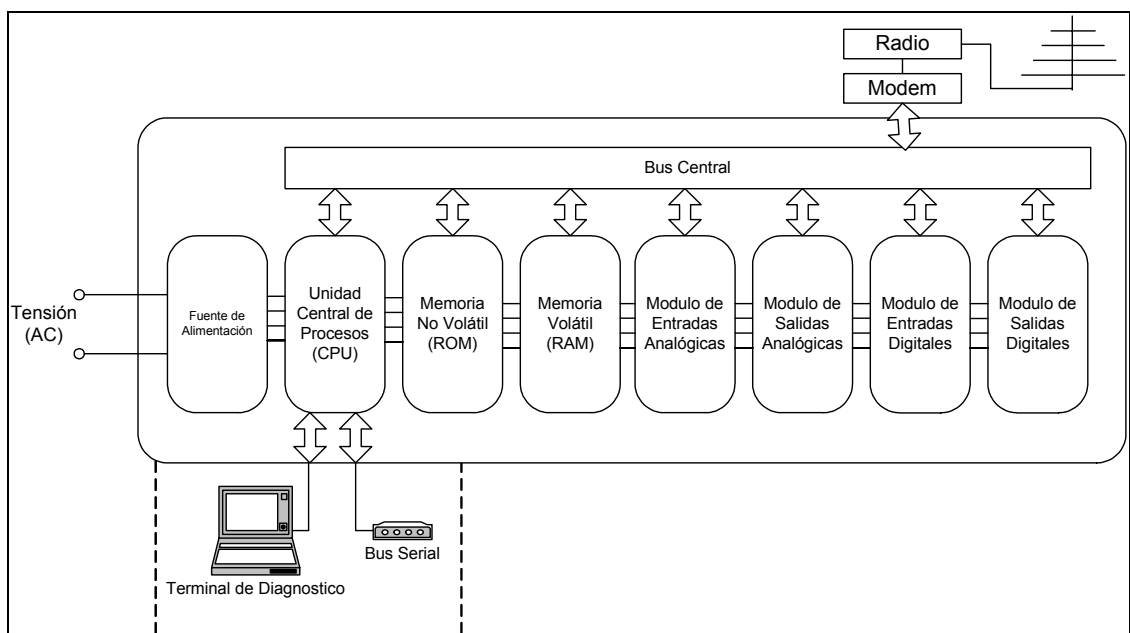 Radio
Modem
Bus Central
Tensión
(AC)
Fuente de
Alimentación
Unidad
Central de
Procesos
(CPU)
Memoria
No Volátil
(ROM)
Memoria
Volátil
(RAM)
Modulo de
Entradas
Analógicas
Modulo de
Salidas
Analógicas
Modulo de
Entradas
Digitales
Modulo de
Salidas
Digitales
Bus Serial
Terminal de Diagnostico